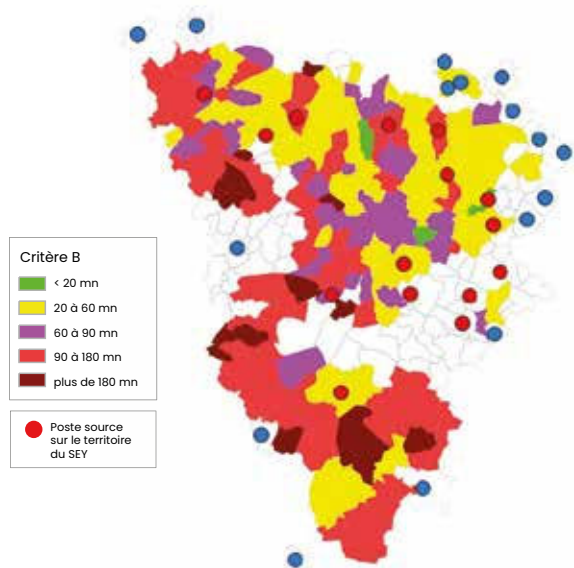 Critère B
< 20 mn
20 à 60 mn
60 à 90 mn
90 à 180 mn
plus de 180 mn
Poste source
sur le territoire
du SEY